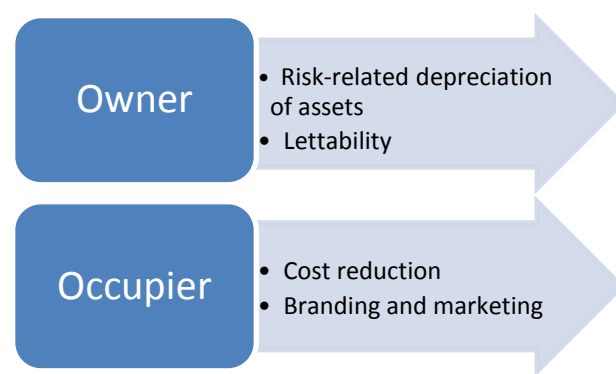 Owner
• Risk-related depreciation
of assets
• Lettability
Occupier
• Cost reduction
• Branding and marketing